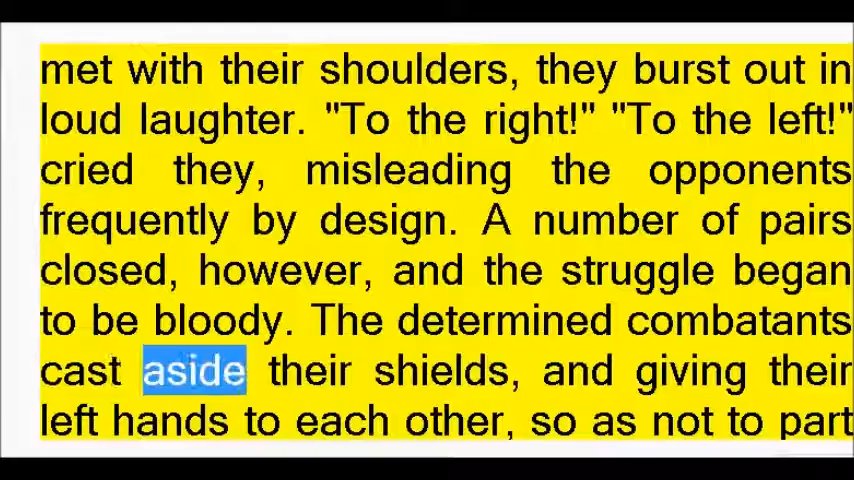 met with their shoulders, they burst out in
loud laughter. "To the right!" "To the left!"
cried they, misleading the opponents
frequently by design. A number of pairs
closed, however, and the struggle began
to be bloody. The determined combatants
cast aside their shields, and giving their
left hands to each other, so as not to part